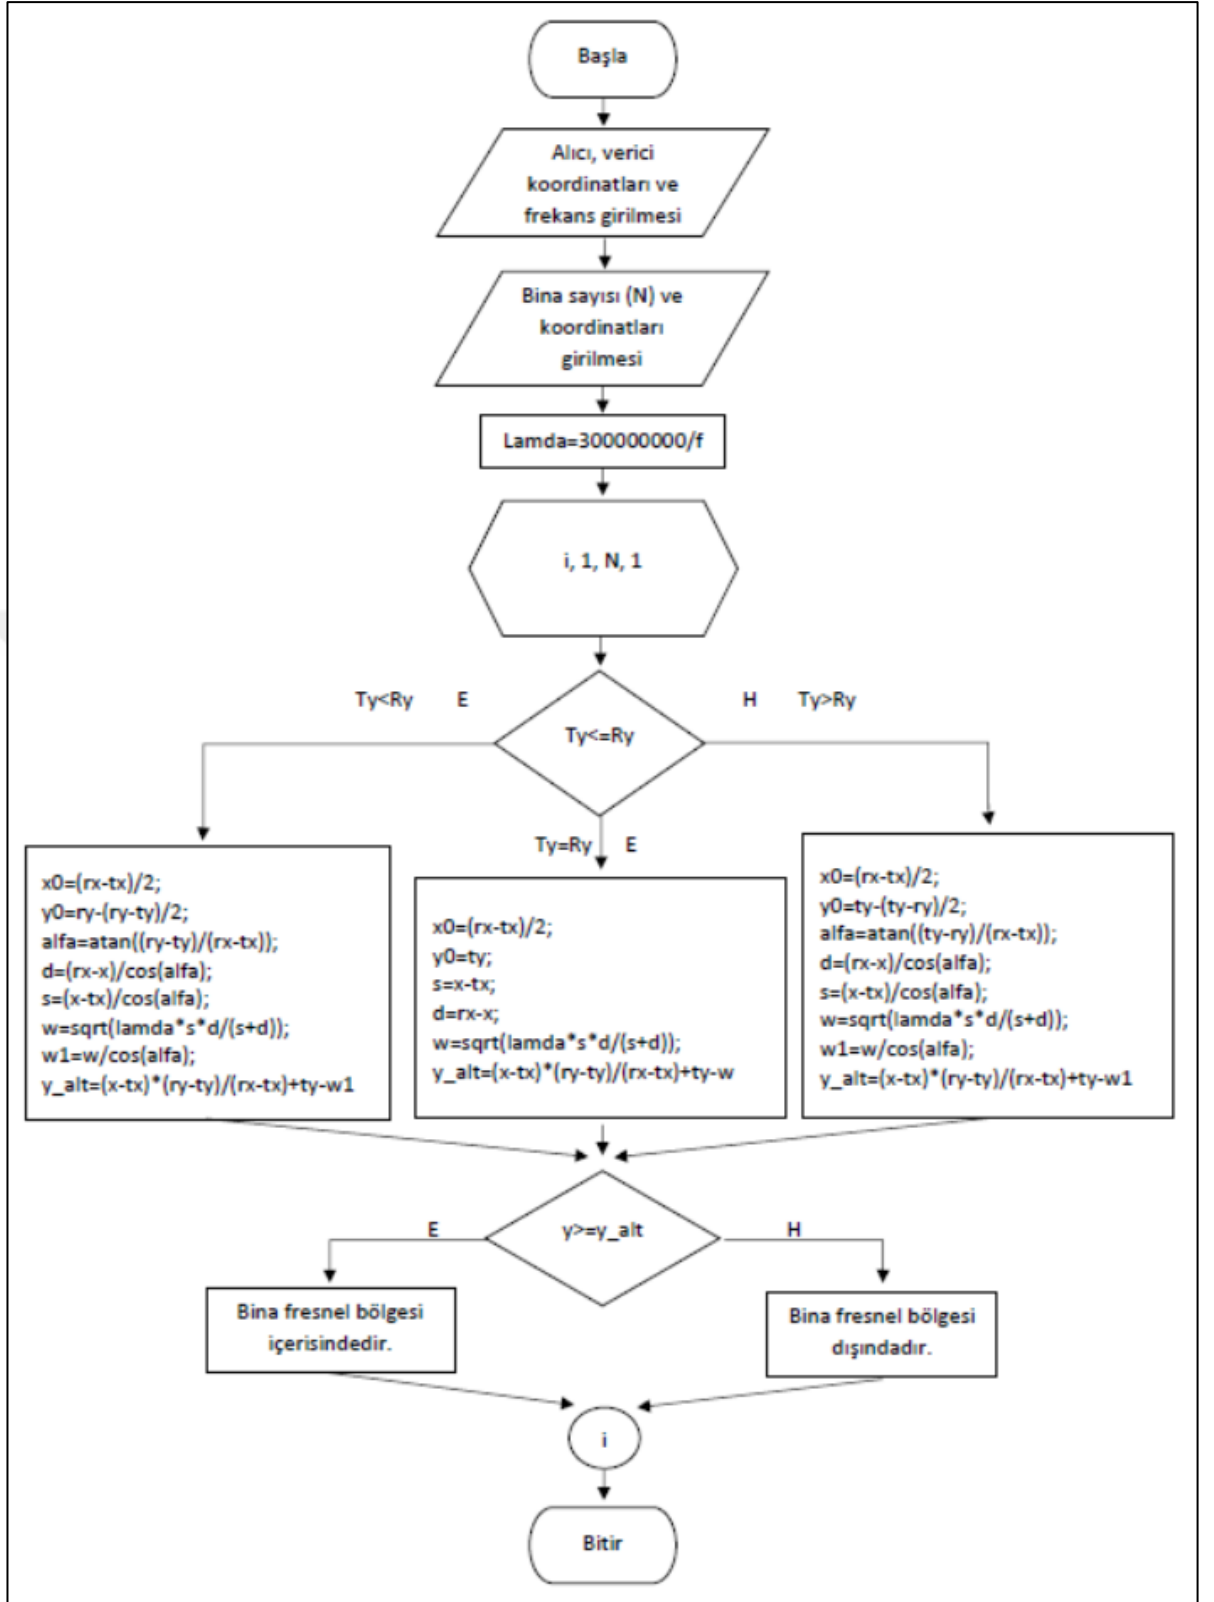 Başla
Alıcı, verici
koordinatları ve
frekans girilmesi
Bina sayısı (N) ve
koordinatları
girilmesi
Lamda=300000000/f
i, 1, N, 1
Ty<Ry E
H Ty>Ry
Ty<=Ry
Ty=Ry E
x0=(rx-tx)/2;
y0=ry-(ry-ty)/2;
alfa=atan((ry-ty)/(rx-tx));
d=(rx-x)/cos(alfa);
s=(x-tx)/cos(alfa);
w=sqrt(lamda*s*d/(s+d));
w1=w/cos(alfa);
y_alt=(x-tx)*(ry-ty)/(rx-tx)+ty-w1
x0=(rx-tx)/2;
y0=ty;
s=x-tx;
d=rx-x;
w=sqrt(lamda*s*d/(s+d));
y_alt=(x-tx)*(ry-ty)/(rx-tx)+ty-w
x0=(rx-tx)/2;
y0=ty-(ty-ry)/2;
alfa=atan((ty-ry)/(rx-tx));
d=(rx-x)/cos(alfa);
s=(x-tx)/cos(alfa);
w=sqrt(lamda*s*d/(s+d));
w1=w/cos(alfa);
y_alt=(x-tx)*(ry-ty)/(rx-tx)+ty-w1
y>=y_alt
E
H
Bina fresnel bölgesi
içerisindedir.
Bina fresnel bölgesi
dışındadır.
i
Bitir